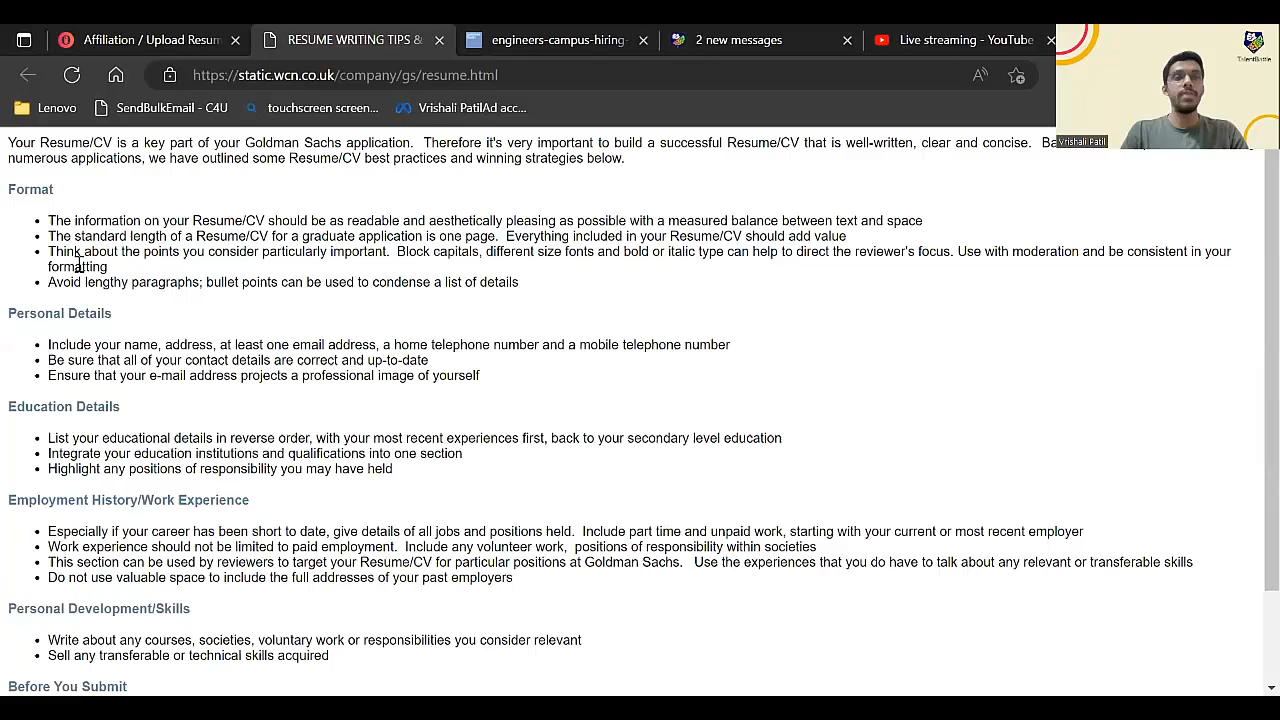 Affiliation / Upload Resum
RESUME WRITING TIPS &
engineers-campus-hiring-
2 new messages
Live streaming - YouTube
https://static.wcn.co.uk/company/gs/resume.html
Lenovo
SendBulkEmail - C4U
touchscreen screen...
Vrishali PatilAd acc...
TalentBattle
Vrishali Patil
Your Resume/CV is a key part of your Goldman Sachs application. Therefore it's very important to build a successful Resume/CV that is well-written, clear and concise. Ba
numerous applications, we have outlined some Resume/CV best practices and winning strategies below.
Format
• The information on your Resume/CV should be as readable and aesthetically pleasing as possible with a measured balance between text and space
• The standard length of a Resume/CV for a graduate application is one page. Everything included in your Resume/CV should add value
• Think about the points you consider particularly important. Block capitals, different size fonts and bold or italic type can help to direct the reviewer's focus. Use with moderation and be consistent in your
formatting
• Avoid lengthy paragraphs; bullet points can be used to condense a list of details
Personal Details
• Include your name, address, at least one email address, a home telephone number and a mobile telephone number
• Be sure that all of your contact details are correct and up-to-date
• Ensure that your e-mail address projects a professional image of yourself
Education Details
• List your educational details in reverse order, with your most recent experiences first, back to your secondary level education
• Integrate your education institutions and qualifications into one section
• Highlight any positions of responsibility you may have held
Employment History/Work Experience
• Especially if your career has been short to date, give details of all jobs and positions held. Include part time and unpaid work, starting with your current or most recent employer
• Work experience should not be limited to paid employment. Include any volunteer work, positions of responsibility within societies
• This section can be used by reviewers to target your Resume/CV for particular positions at Goldman Sachs. Use the experiences that you do have to talk about any relevant or transferable skills
• Do not use valuable space to include the full addresses of your past employers
Personal Development/Skills
• Write about any courses, societies, voluntary work or responsibilities you consider relevant
• Sell any transferable or technical skills acquired
Before You Submit